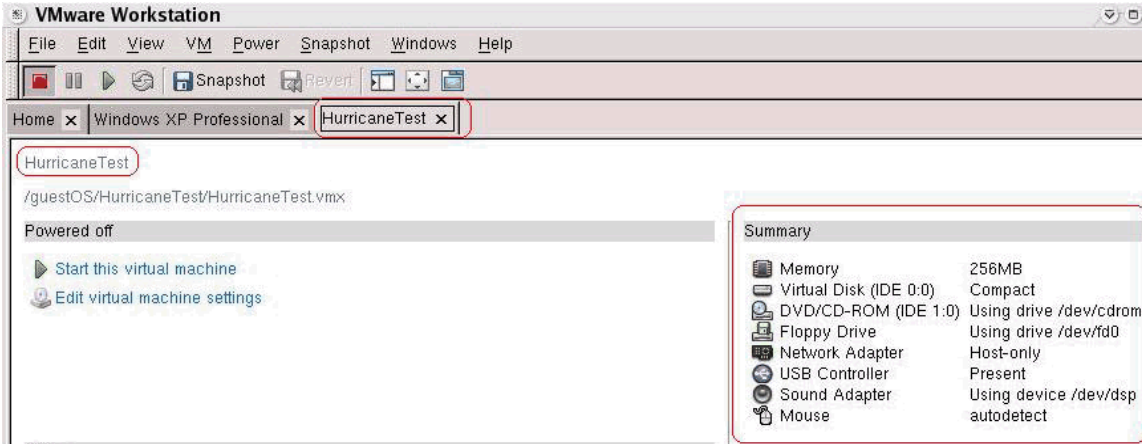 VMware Workstation
File Edit View VM Power Snapshot Windows Help
Snapshot Revert
Home Windows XP Professional HurricaneTest
HurricaneTest
/guestOS/HurricaneTest/HurricaneTest.vmx
Powered off
Start this virtual machine
Edit virtual machine settings
Summary
Memory 256MB
Virtual Disk (IDE 0:0) Compact
DVD/CD-ROM (IDE 1:0) Using drive /dev/cdrom
Floppy Drive Using drive /dev/fd0
Network Adapter Host-only
USB Controller Present
Sound Adapter Using device /dev/dsp
Mouse autodetect